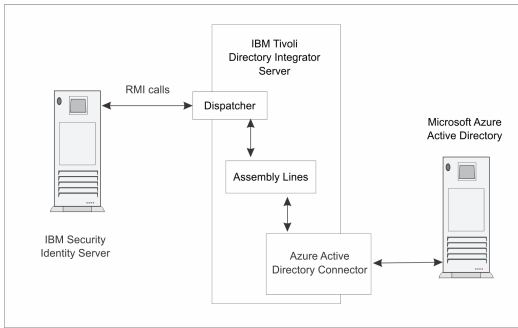 IBM Tivoli
Directory Integrator
Server
RMI calls
Dispatcher
Microsoft Azure
Active Directory
Assembly Lines
IBM Security
Identity Server
Azure Active
Directory Connector